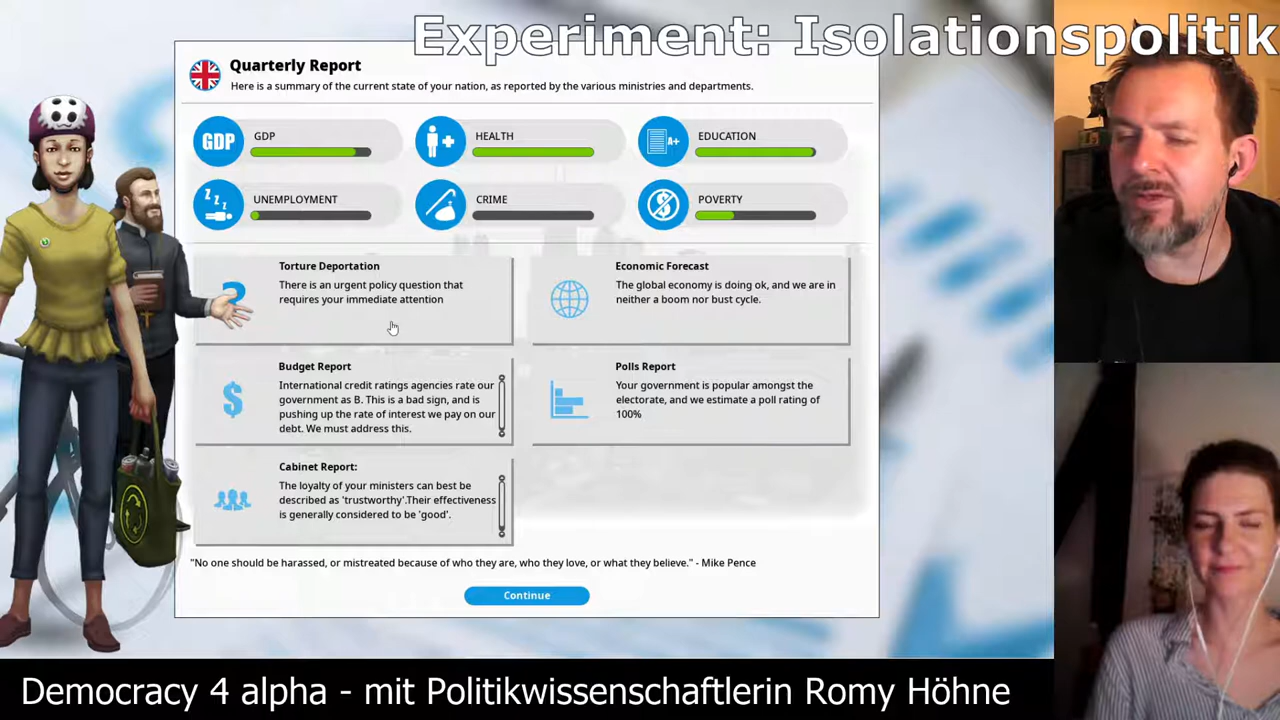 Experiment: Isolationspolitik
Quarterly Report
Here is a summary of the current state of your nation, as reported by the various ministries and departments.
GDP GDP
HEALTH
A+ EDUCATION
Z Z Z UNEMPLOYMENT
CRIME
$ POVERTY
? Torture Deportation
There is an urgent policy question that
requires your immediate attention
Economic Forecast
The global economy is doing ok, and we are in
neither a boom nor bust cycle.
Budget Report
$ International credit ratings agencies rate our
government as B. This is a bad sign, and is
pushing up the rate of interest we pay on our
debt. We must address this.
Polls Report
Your government is popular amongst the
electorate, and we estimate a poll rating of
100%
Cabinet Report:
The loyalty of your ministers can best be
described as 'trustworthy'.Their effectiveness
is generally considered to be 'good'.
"No one should be harassed, or mistreated because of who they are, who they love, or what they believe." - Mike Pence
Continue
Democracy 4 alpha - mit Politikwissenschaftlerin Romy Höhne